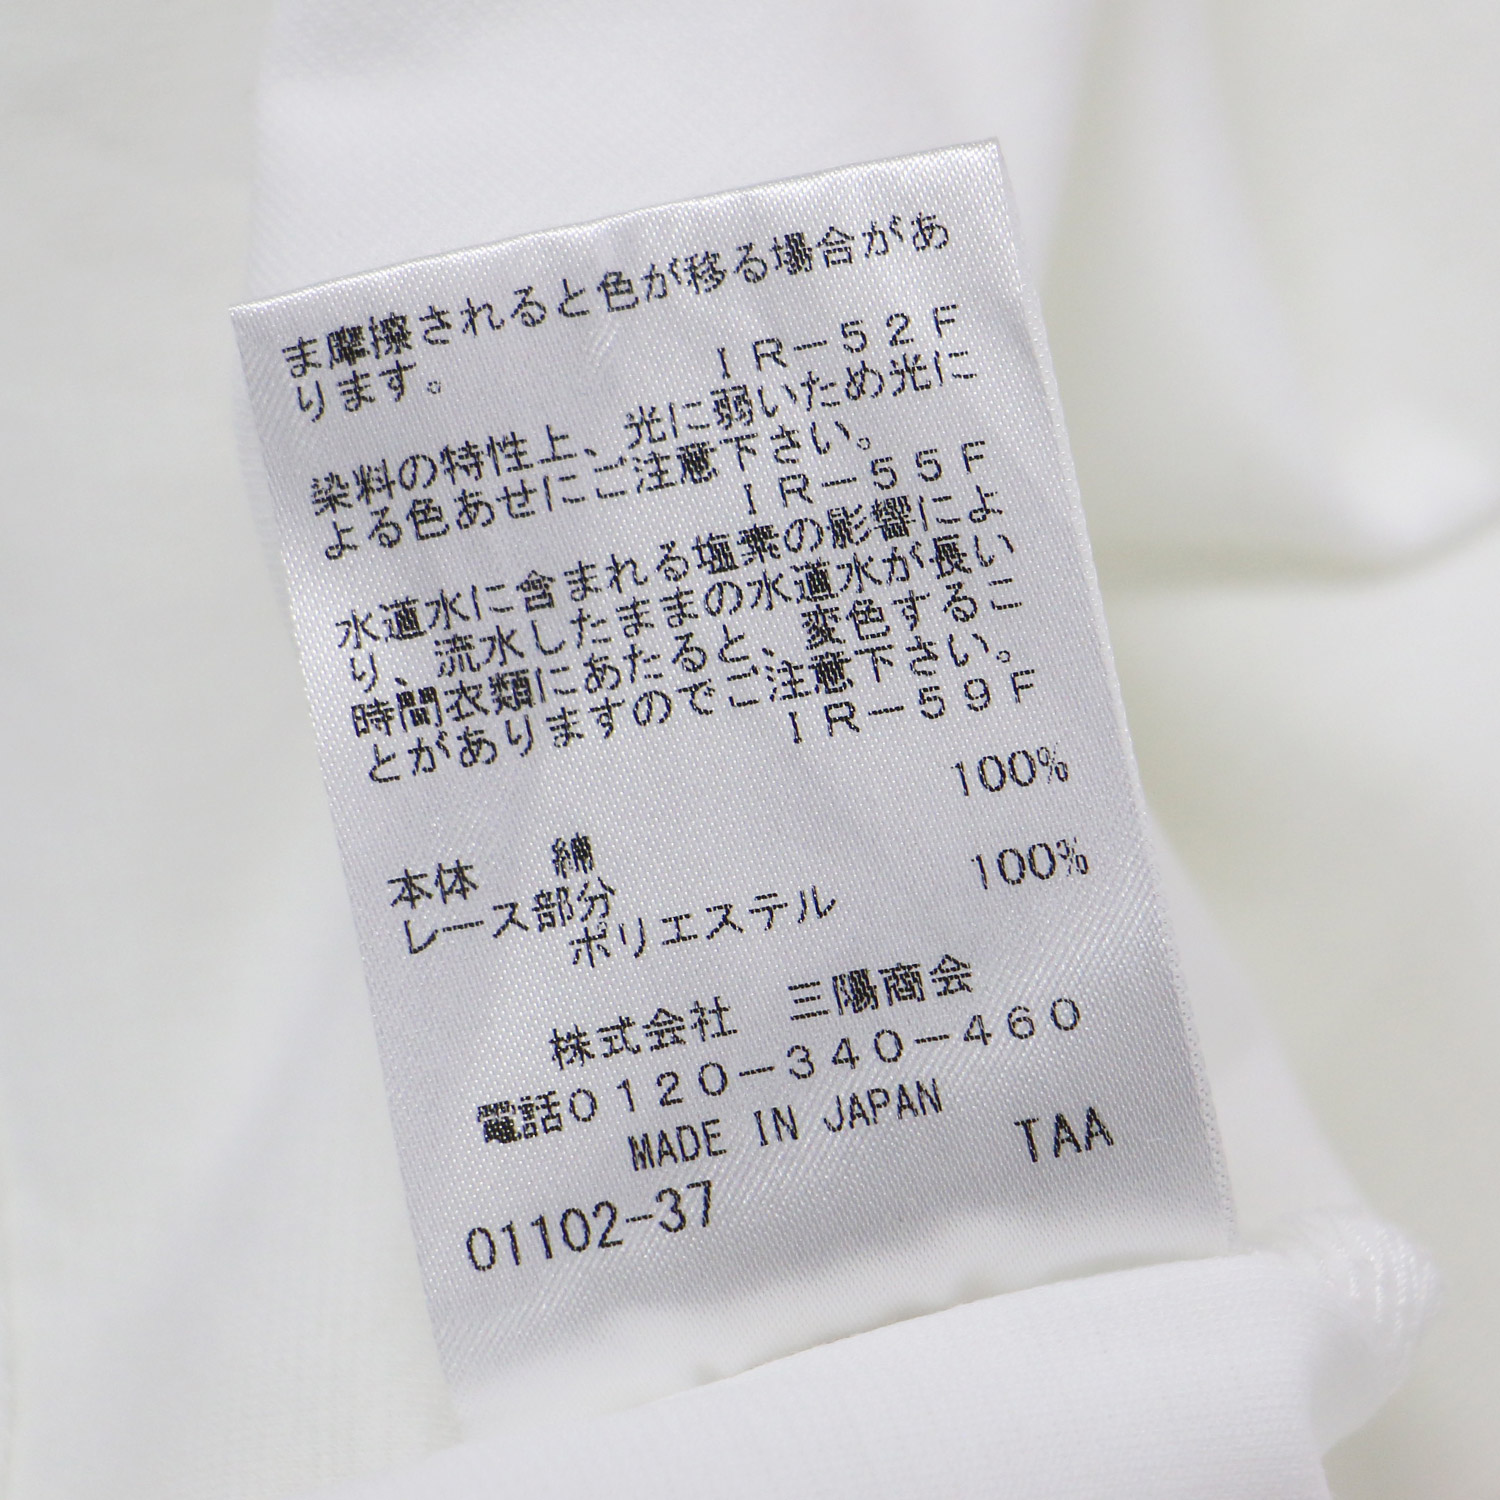 ま摩擦されると色が移る場合があ
ります。
IR－52F
染料の特性上、光に弱いため光に
よる色あせにご注意下さい。
IR－55F
水道水に含まれる塩素の影響によ
り、流水したままの水道水が長い
時間衣類にあたると、変色するこ
とがありますのでご注意下さい。
IR－59F
100%
本体 綿
レース部分
100%
ポリエステル
株式会社 三陽商会
電話0120－340－460
MADE IN JAPAN
TAA
01102-37